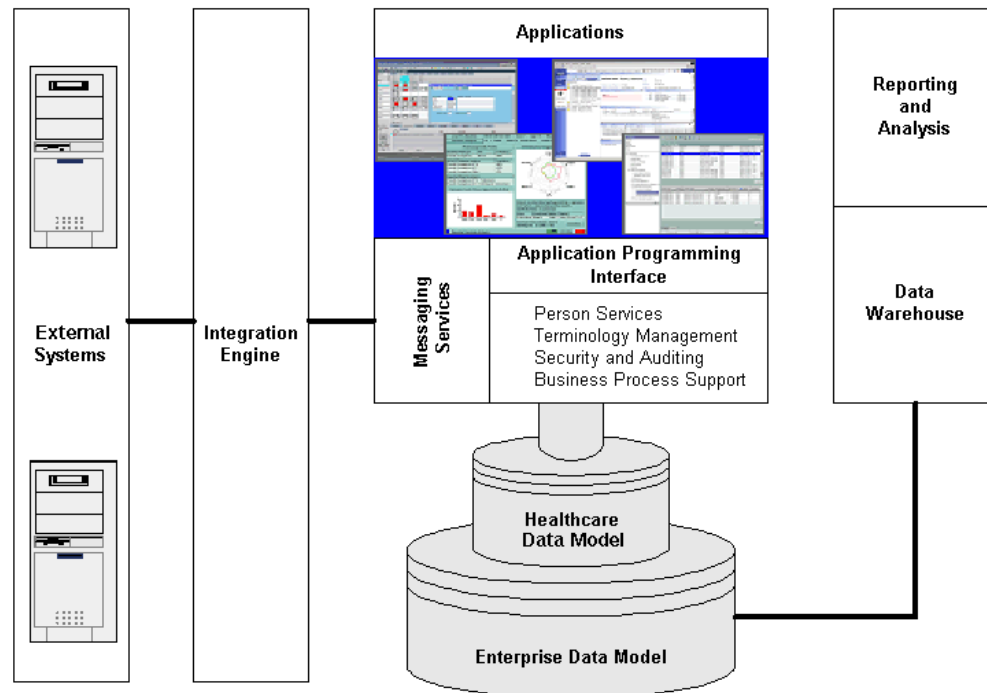 Applications
Reporting
and
Analysis
External
Systems
Integration
Engine
Messaging
Services
Application Programming
Interface
Person Services
Terminology Management
Security and Auditing
Business Process Support
Data
Warehouse
Healthcare
Data Model
Enterprise Data Model